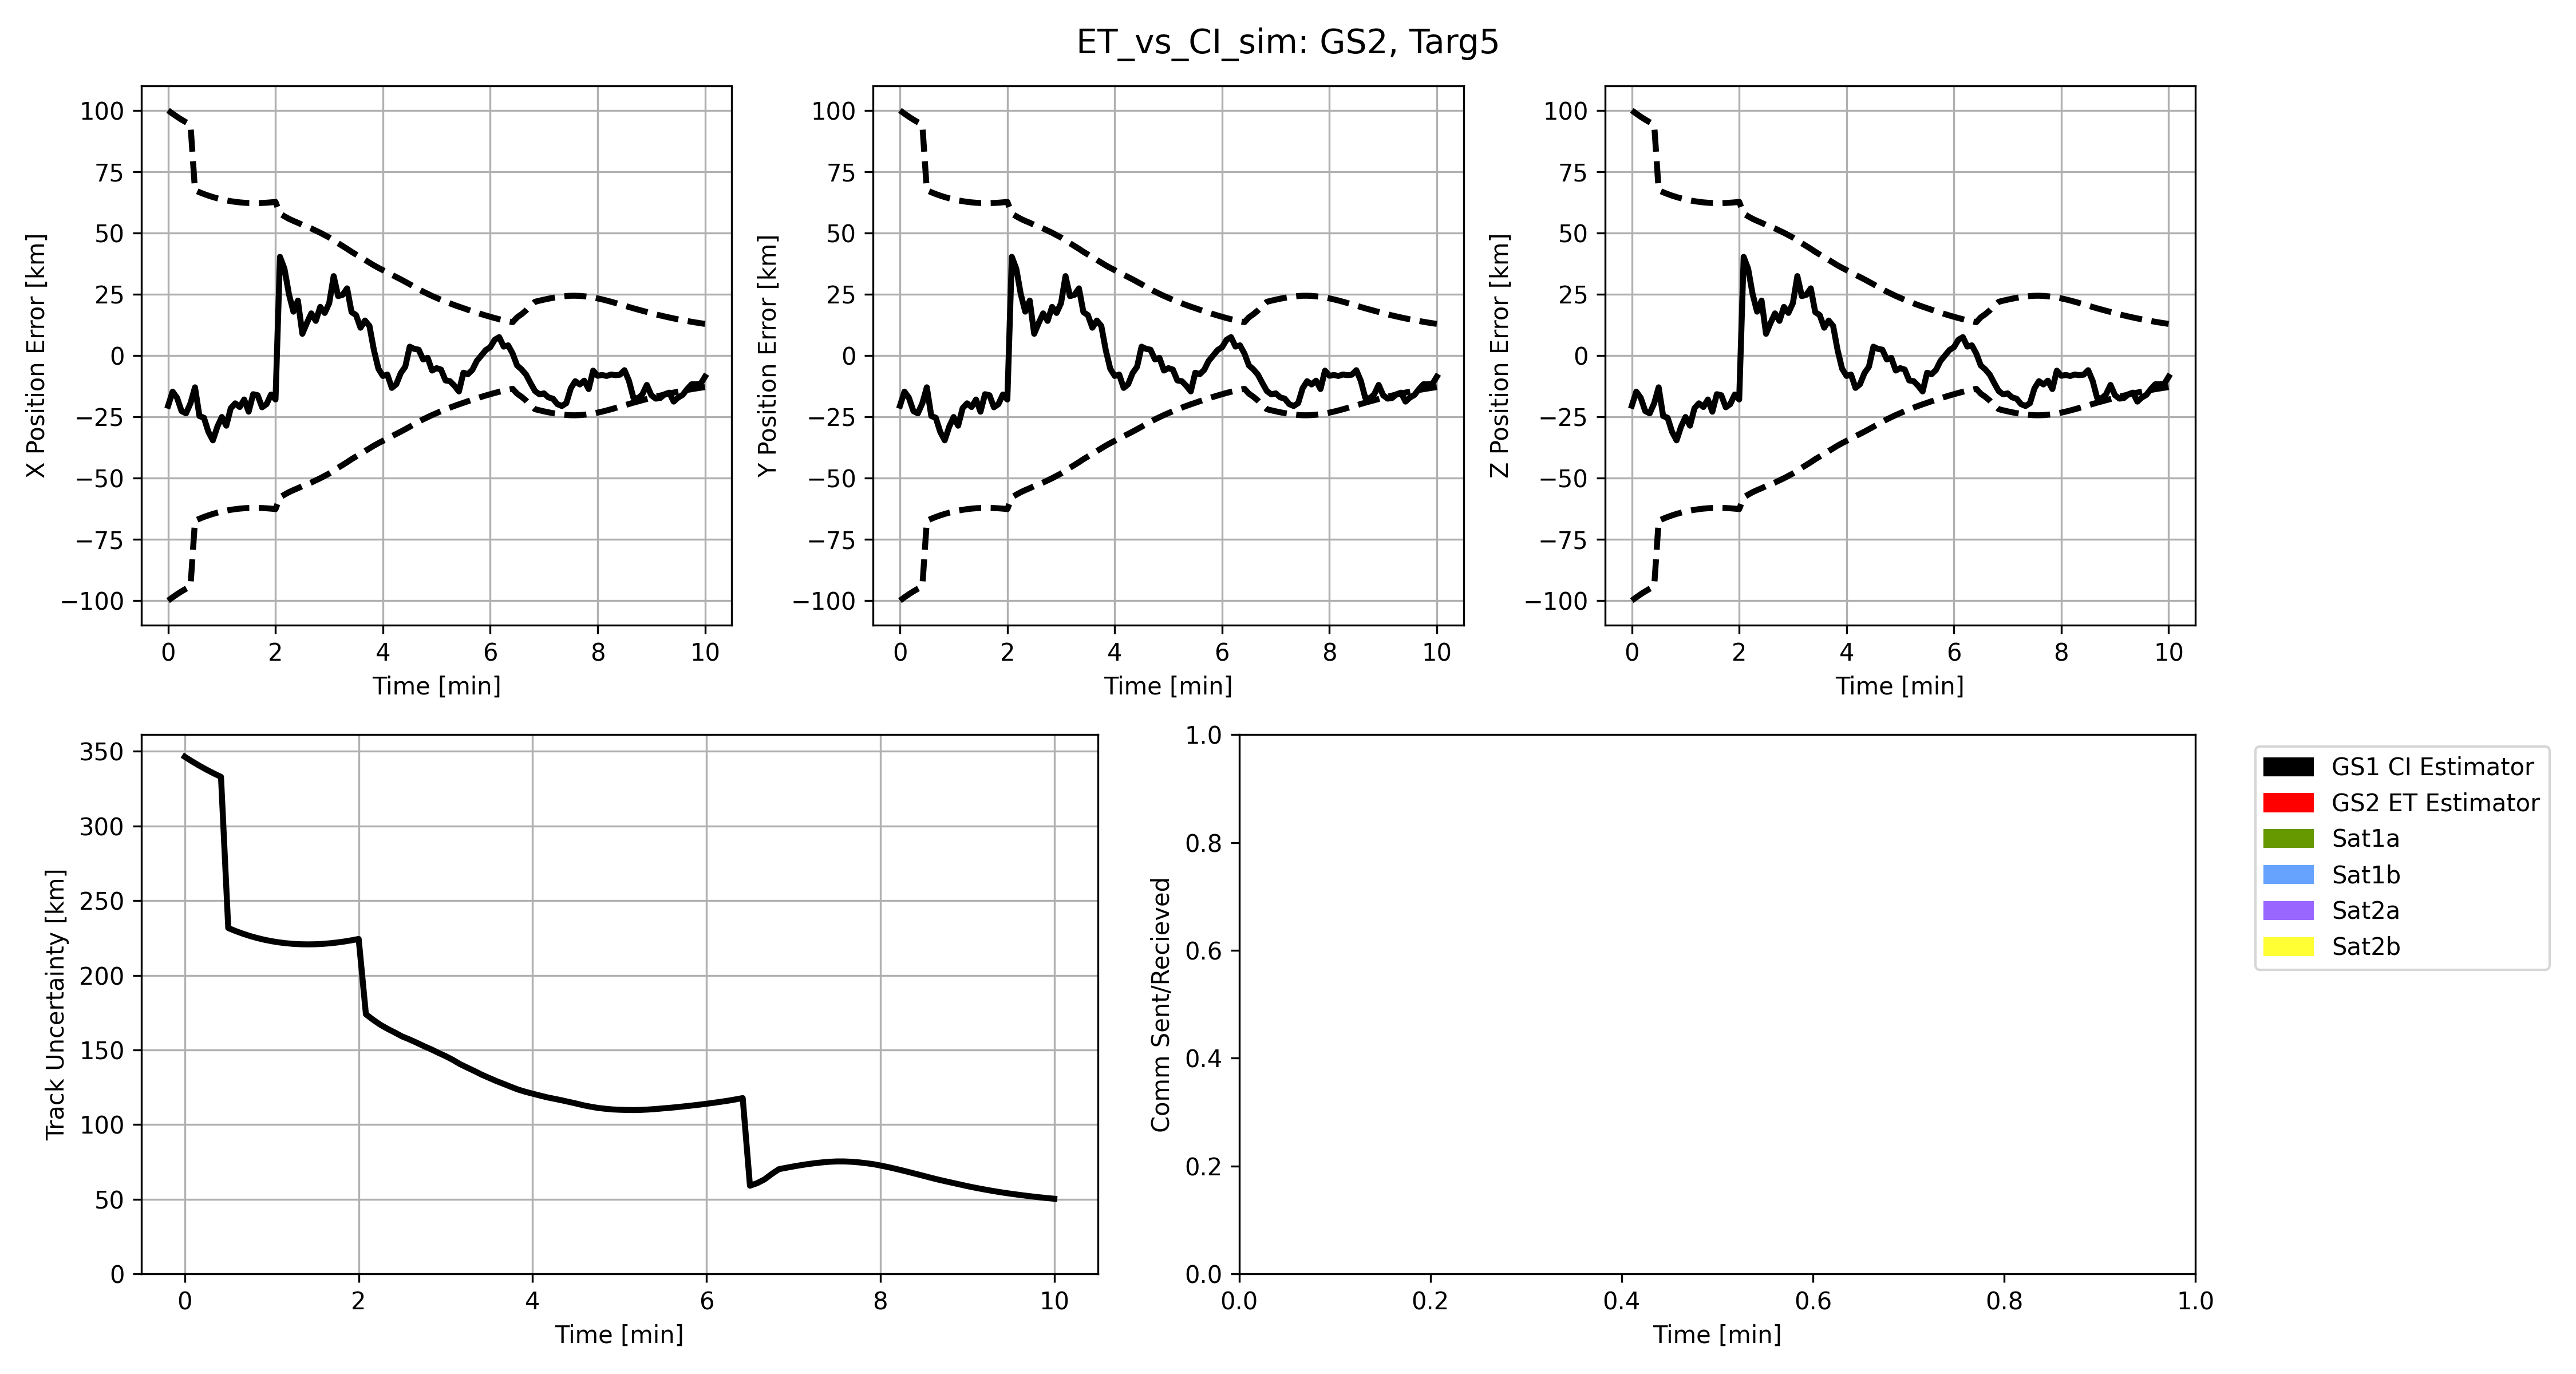 ET_vs_CI_sim: GS2, Targ5
X Position Error [km]
100
75
50
25
0
−25
−50
−75
−100
0 2 4 6 8 10
Time [min]
Y Position Error [km]
100
75
50
25
0
−25
−50
−75
−100
0 2 4 6 8 10
Time [min]
Z Position Error [km]
100
75
50
25
0
−25
−50
−75
−100
0 2 4 6 8 10
Time [min]
Track Uncertainty [km]
350
300
250
200
150
100
50
0
0 2 4 6 8 10
Time [min]
Comm Sent/Recieved
1.0
0.8
0.6
0.4
0.2
0.0
0.0 0.2 0.4 0.6 0.8 1.0
Time [min]
GS1 CI Estimator
GS2 ET Estimator
Sat1a
Sat1b
Sat2a
Sat2b